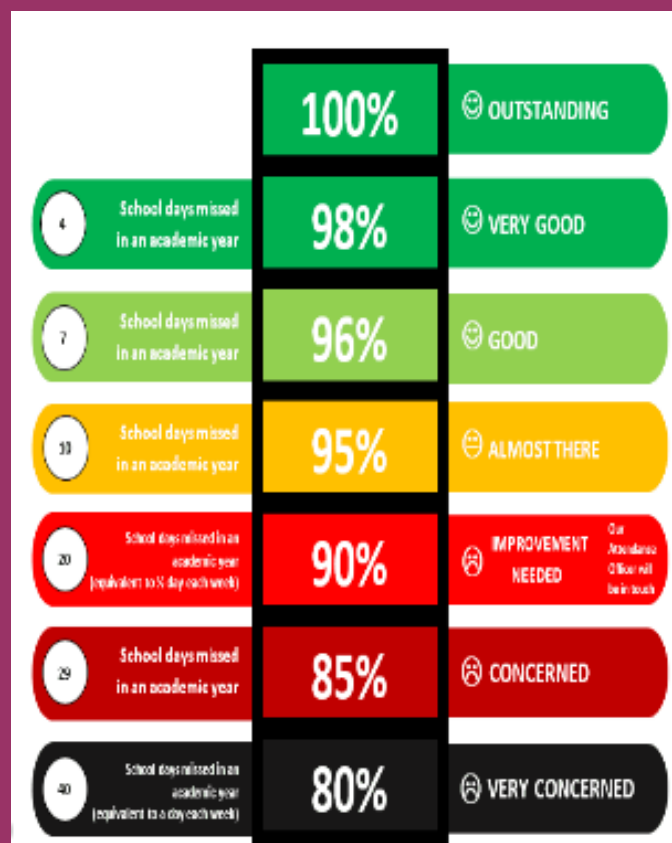 100%
OUTSTANDING
4
School days missed
in an academic year
98%
VERY GOOD
7
School days missed
in an academic year
96%
GOOD
10
School days missed
in an academic year
95%
ALMOST THERE
20
School days missed in an
academic year
(equivalent to ½ day each week)
90%
IMPROVEMENT
NEEDED
Our
Attendance
Officer will
be in touch
29
School days missed
in an academic year
85%
CONCERNED
40
School days missed in an
academic year
(equivalent to a day each week)
80%
VERY CONCERNED